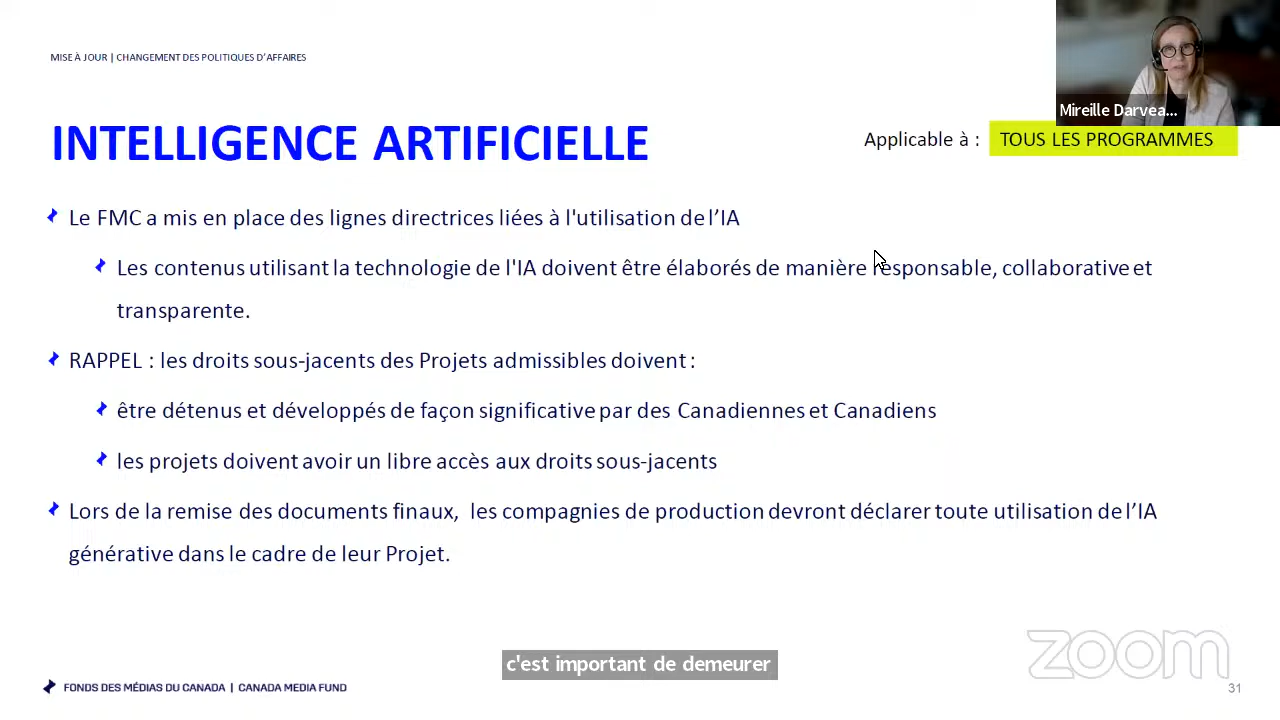 MISE À JOUR | CHANGEMENT DES POLITIQUES D'AFFAIRES
Mireille Darvea...
INTELLIGENCE ARTIFICIELLE
Applicable à : TOUS LES PROGRAMMES
Le FMC a mis en place des lignes directrices liées à l'utilisation de l’IA
Les contenus utilisant la technologie de l'IA doivent être élaborés de manière responsable, collaborative et
transparente.
RAPPEL : les droits sous-jacents des Projets admissibles doivent :
être détenus et développés de façon significative par des Canadiennes et Canadiens
les projets doivent avoir un libre accès aux droits sous-jacents
Lors de la remise des documents finaux, les compagnies de production devront déclarer toute utilisation de l’IA
générative dans le cadre de leur Projet.
c'est important de demeurer
zoom
FONDS DES MÉDIAS DU CANADA | CANADA MEDIA FUND
31